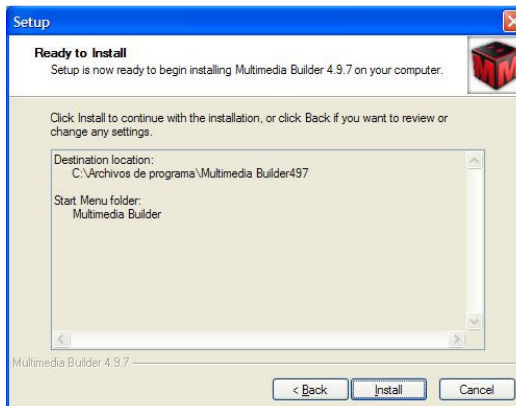 Setup
Ready to Install
Setup is now ready to begin installing Multimedia Builder 4.9.7 on your computer.
Click Install to continue with the installation, or click Back if you want to review or
change any settings.
Destination location:
C:\Archivos de programa\Multimedia Builder497
Start Menu folder:
Multimedia Builder
Multimedia Builder 4.9.7
< Back
Install
Cancel